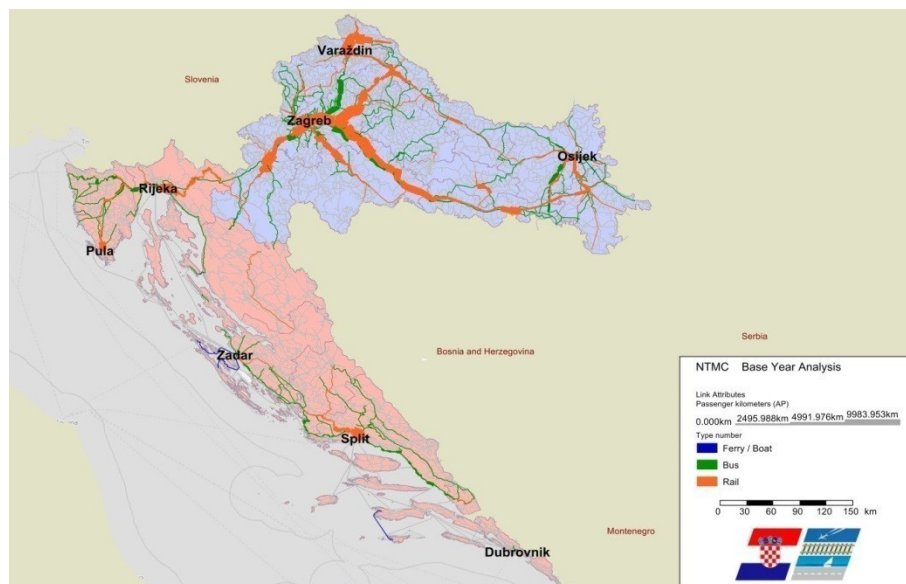 Varaždin
Slovenia
Zagreb
Osijek
Rijeka
Pula
Serbia
Bosnia and Herzegovina
Zadar
Split
Montenegro
Dubrovnik
NTMC Base Year Analysis
Link Attributes
Passenger kilometers (AP)
0.000km 2495.988km 4991.976km 9983.953km
Type number
Ferry / Boat
Bus
Rail
0 30 60 90 120 150 km